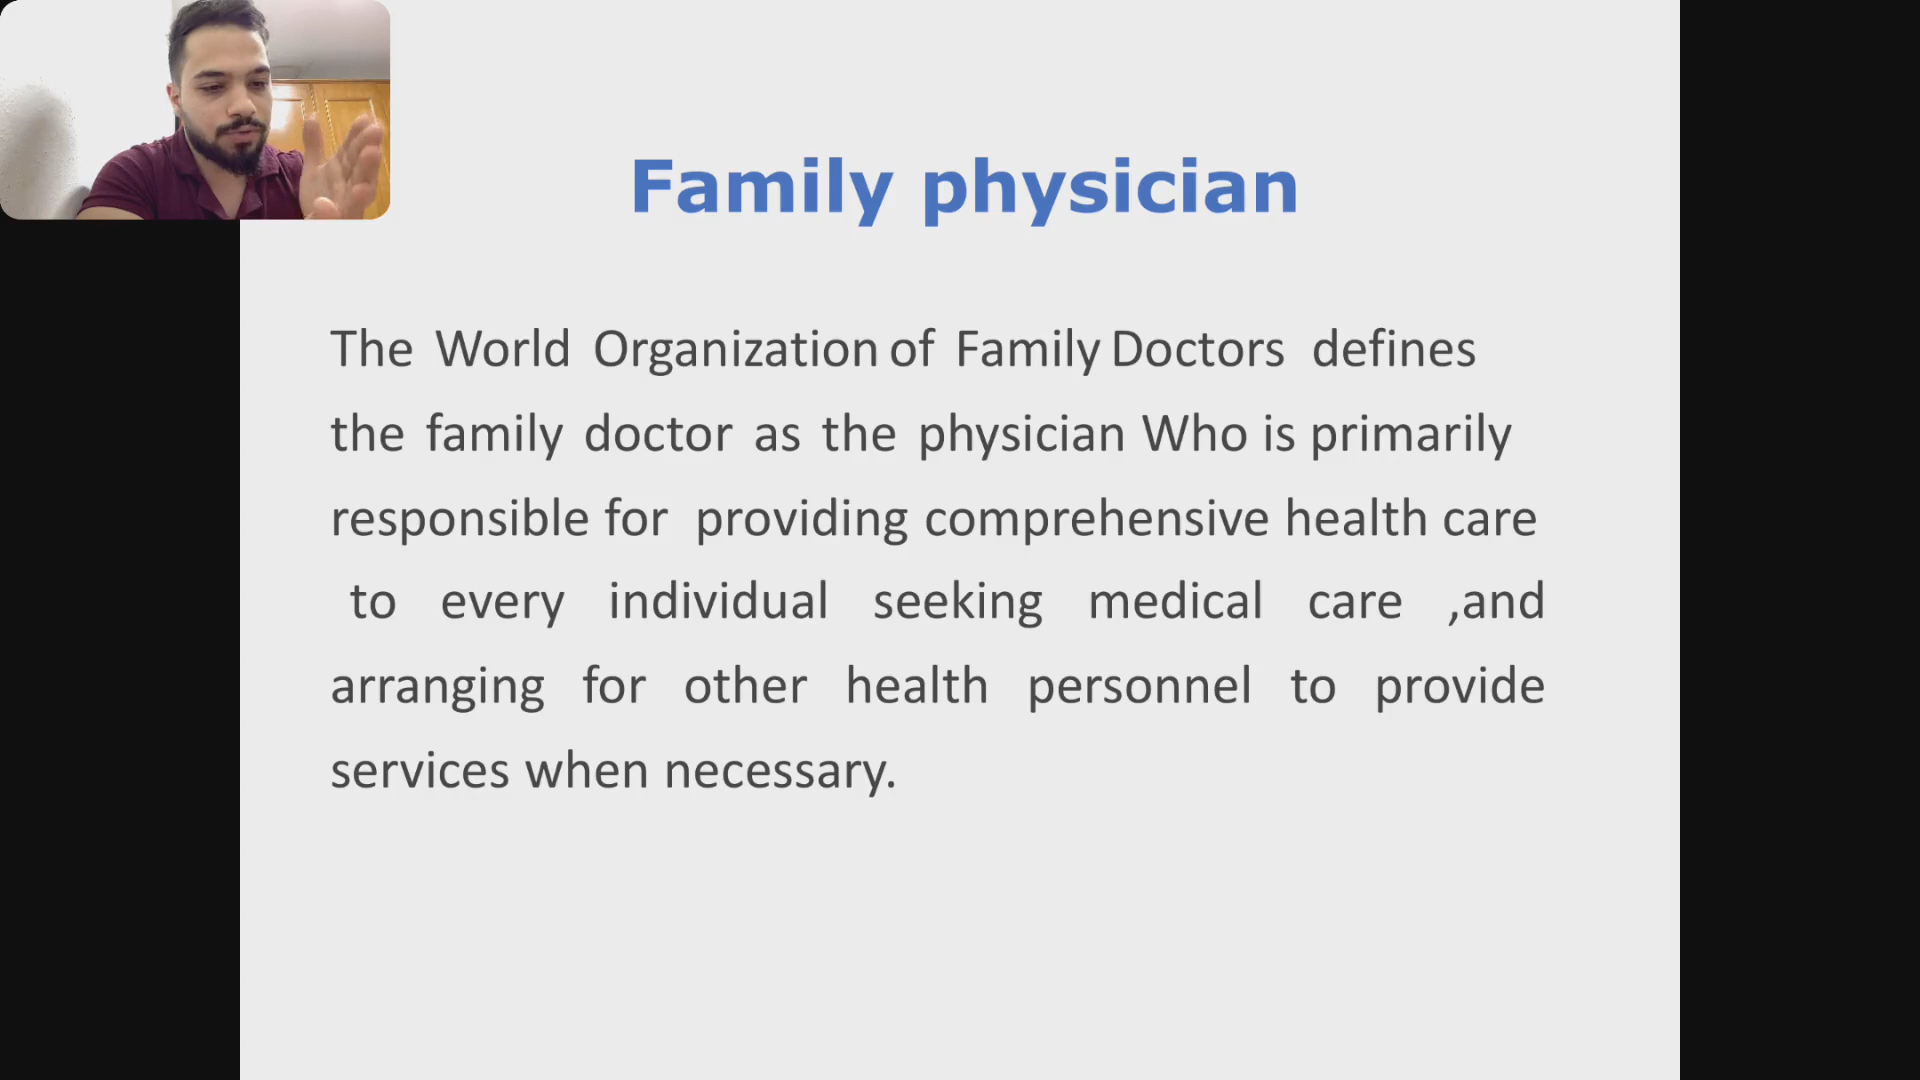 Family physician
The World Organization of Family Doctors defines
the family doctor as the physician Who is primarily
responsible for providing comprehensive health care
to every individual seeking medical care ,and
arranging for other health personnel to provide
services when necessary.